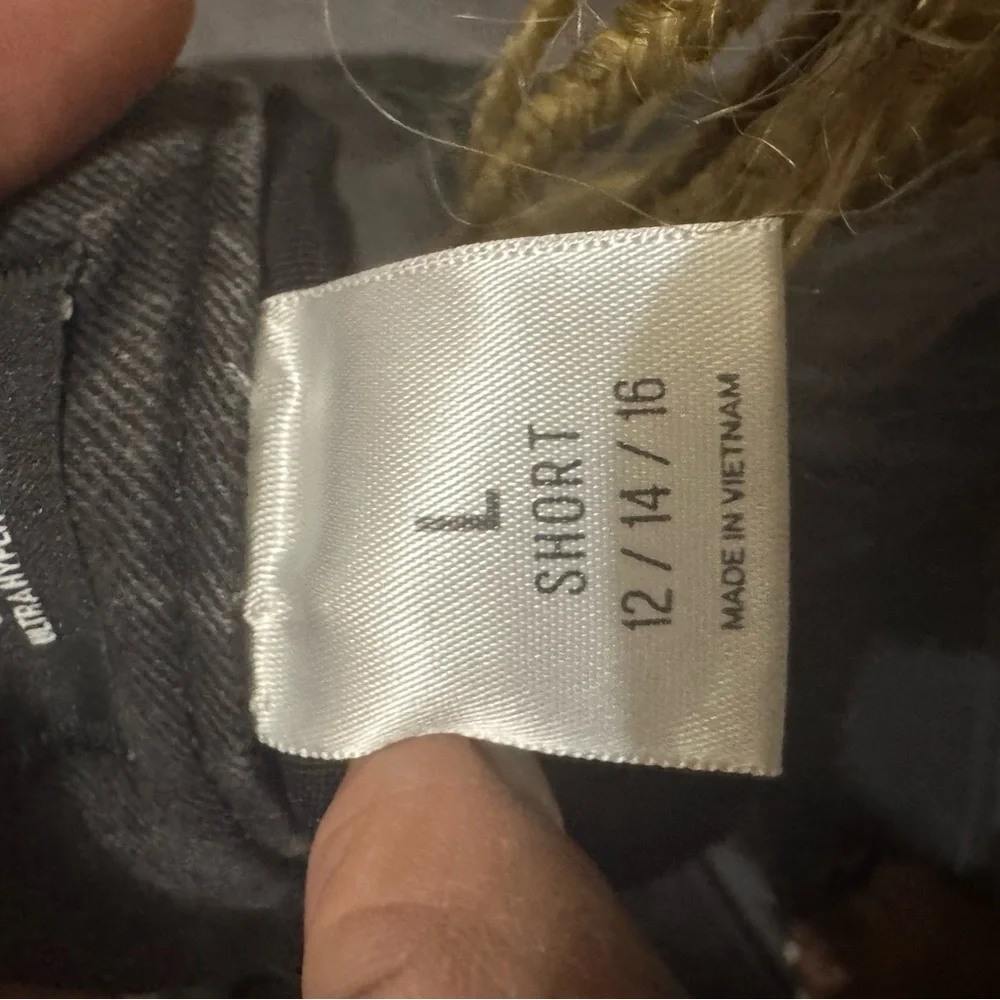 L
SHORT
12 / 14 / 16
MADE IN VIETNAM